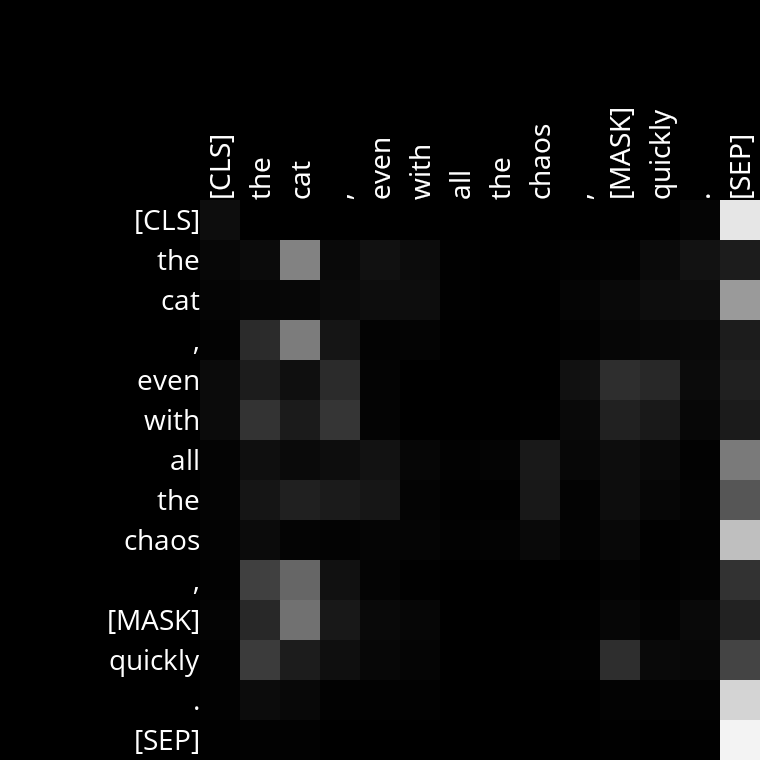 [CLS] the cat , even with all the chaos , [MASK] quickly . [SEP]
[CLS]
the
cat
,
even
with
all
the
chaos
,
[MASK]
quickly
.
[SEP]